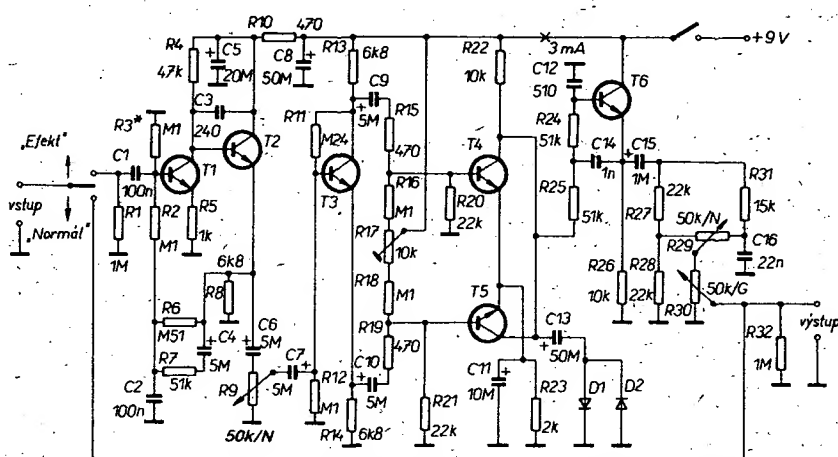 R10 470
R4
47k
C5
20M
C8
50M
R13
6k8
R22
10k
3 mA
+9V
C9
5M
C12
510
T6
C3
240
R11
M24
R15
470
R24
51k
R3*
M1
„Efekt"
C1
100n
T1
T2
T3
T4
C14
1n
C15
1M
R31
15k
R16
M1
R20
22k
R25
51k
22k
R27
50k/N
vstup
„Normál"
R1
1M
R2
M1
R5
1k
R17
10k
R29
C16
22n
6k8
R8
R18
M1
R26
10k
R28
22k
50k/G
R30
R6
M51
C4
5M
C6
5M
T5
R19
470
C13
50M
R32
1M
výstup
R7
51k
C7
5M
C2
100n
R9
50k/N
R12
M1
C10
5M
C11
10M
R23
2k
D1
D2
R14
6k8
R21
22k